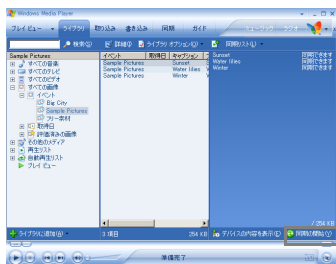 Windows Media Player
プレイ ビュー
ライブラリ
取り込み
書き込み
同期
ガイド
検索(S)
詳細(I)
ライブラリ オプション(O)
同期リスト(L)
Sample Pictures
すべての音楽
すべてのテレビ
すべてのビデオ
すべての画像
イベント
Big City
Sample Pictures
フリー素材
取得日
評価済みの画像
その他のメディア
再生リスト
自動再生リスト
プレイ ビュー
イベント 取得日 キャプション
Sample Pictures Sunset
Sample Pictures Water lilies
Sample Pictures Winter
Sunset 同期できます
Water lilies 同期できます
Winter 同期できます
/ 254 KB
ライブラリに追加(A)
3 項目
254 KB
デバイスの内容を表示(E)
同期の開始(Y)
準備完了